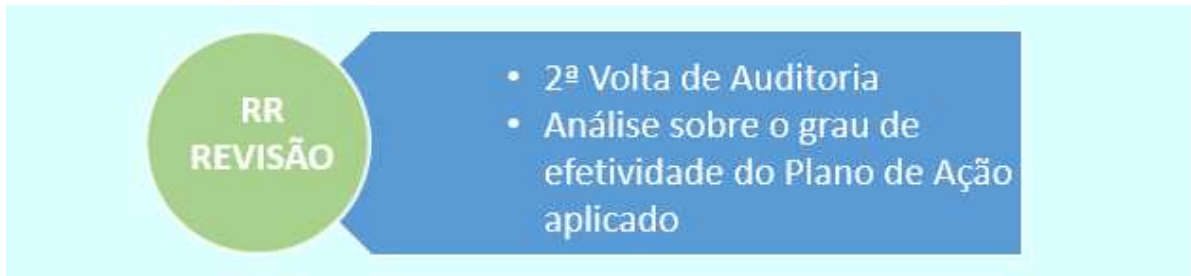 RR
REVISÃO
• 2ª Volta de Auditoria
• Análise sobre o grau de
efetividade do Plano de Ação
aplicado